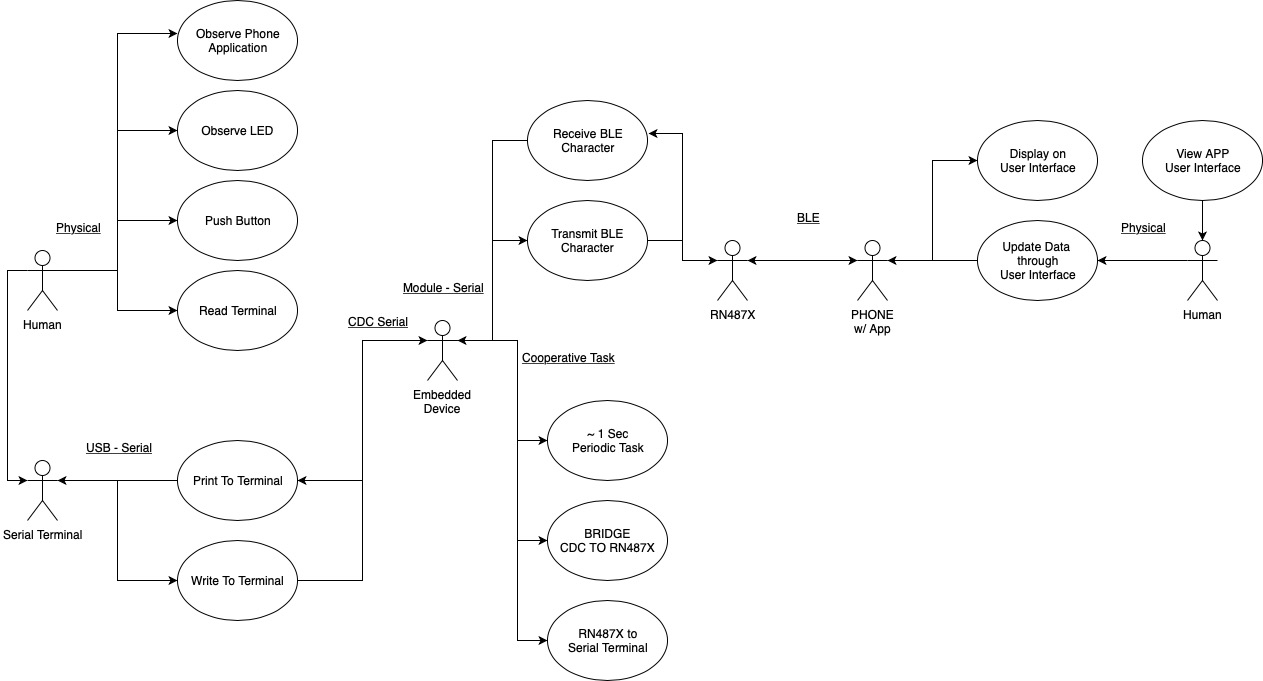 Observe Phone
Application
Observe LED
Push Button
Read Terminal
Physical
Human
USB - Serial
Serial Terminal
Print To Terminal
Write To Terminal
CDC Serial
Module - Serial
Embedded
Device
Cooperative Task
Receive BLE
Character
Transmit BLE
Character
~ 1 Sec
Periodic Task
BRIDGE
CDC TO RN487X
RN487X to
Serial Terminal
RN487X
BLE
PHONE
w/ App
Display on
User Interface
Update Data
through
User Interface
View APP
User Interface
Physical
Human